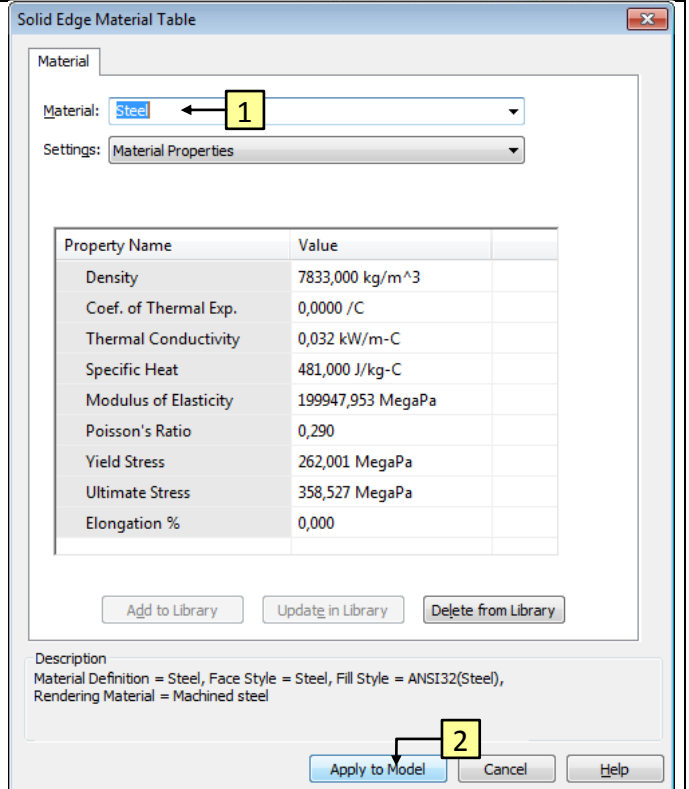 Solid Edge Material Table
Material
Material: Steel 1
Settings: Material Properties
Property Name Value
Density 7833,000 kg/m^3
Coef. of Thermal Exp. 0,0000 /C
Thermal Conductivity 0,032 kW/m-C
Specific Heat 481,000 J/kg-C
Modulus of Elasticity 199947,953 MegaPa
Poisson's Ratio 0,290
Yield Stress 262,001 MegaPa
Ultimate Stress 358,527 MegaPa
Elongation % 0,000
Add to Library Update in Library Delete from Library
Description
Material Definition = Steel, Face Style = Steel, Fill Style = ANSI32(Steel),
Rendering Material = Machined steel
2
Apply to Model Cancel Help